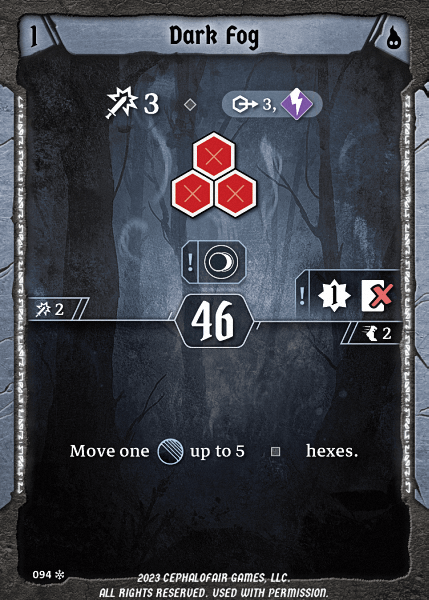 1 Dark Fog
3 3,
!
! 1
2
46
2
Move one up to 5 hexes.
094
2023 CEPHALOFAIR GAMES, LLC.
ALL RIGHTS RESERVED. USED WITH PERMISSION.